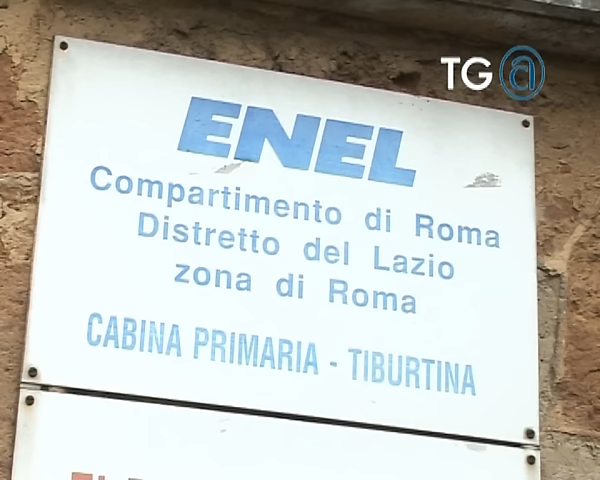 TG a
ENEL
Compartimento di Roma
Distretto del Lazio
zona di Roma
CABINA PRIMARIA - TIBURTINA